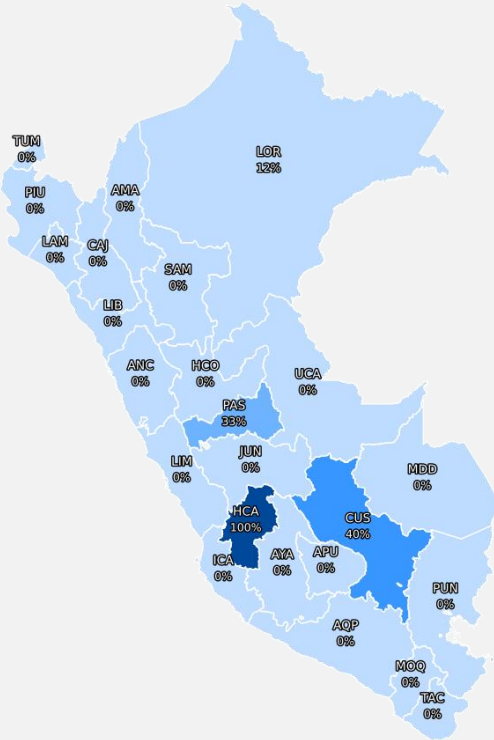 TUM
0%
LOR
12%
PIU
0%
AMA
0%
LAM
0%
CAJ
0%
SAM
0%
LIB
0%
ANC
0%
HCO
0%
UCA
0%
PAS
33%
LIM
0%
JUN
0%
MDD
0%
HCA
100%
CUS
40%
ICA
0%
AYA
0%
APU
0%
PUN
0%
AQP
0%
MOQ
0%
TAC
0%